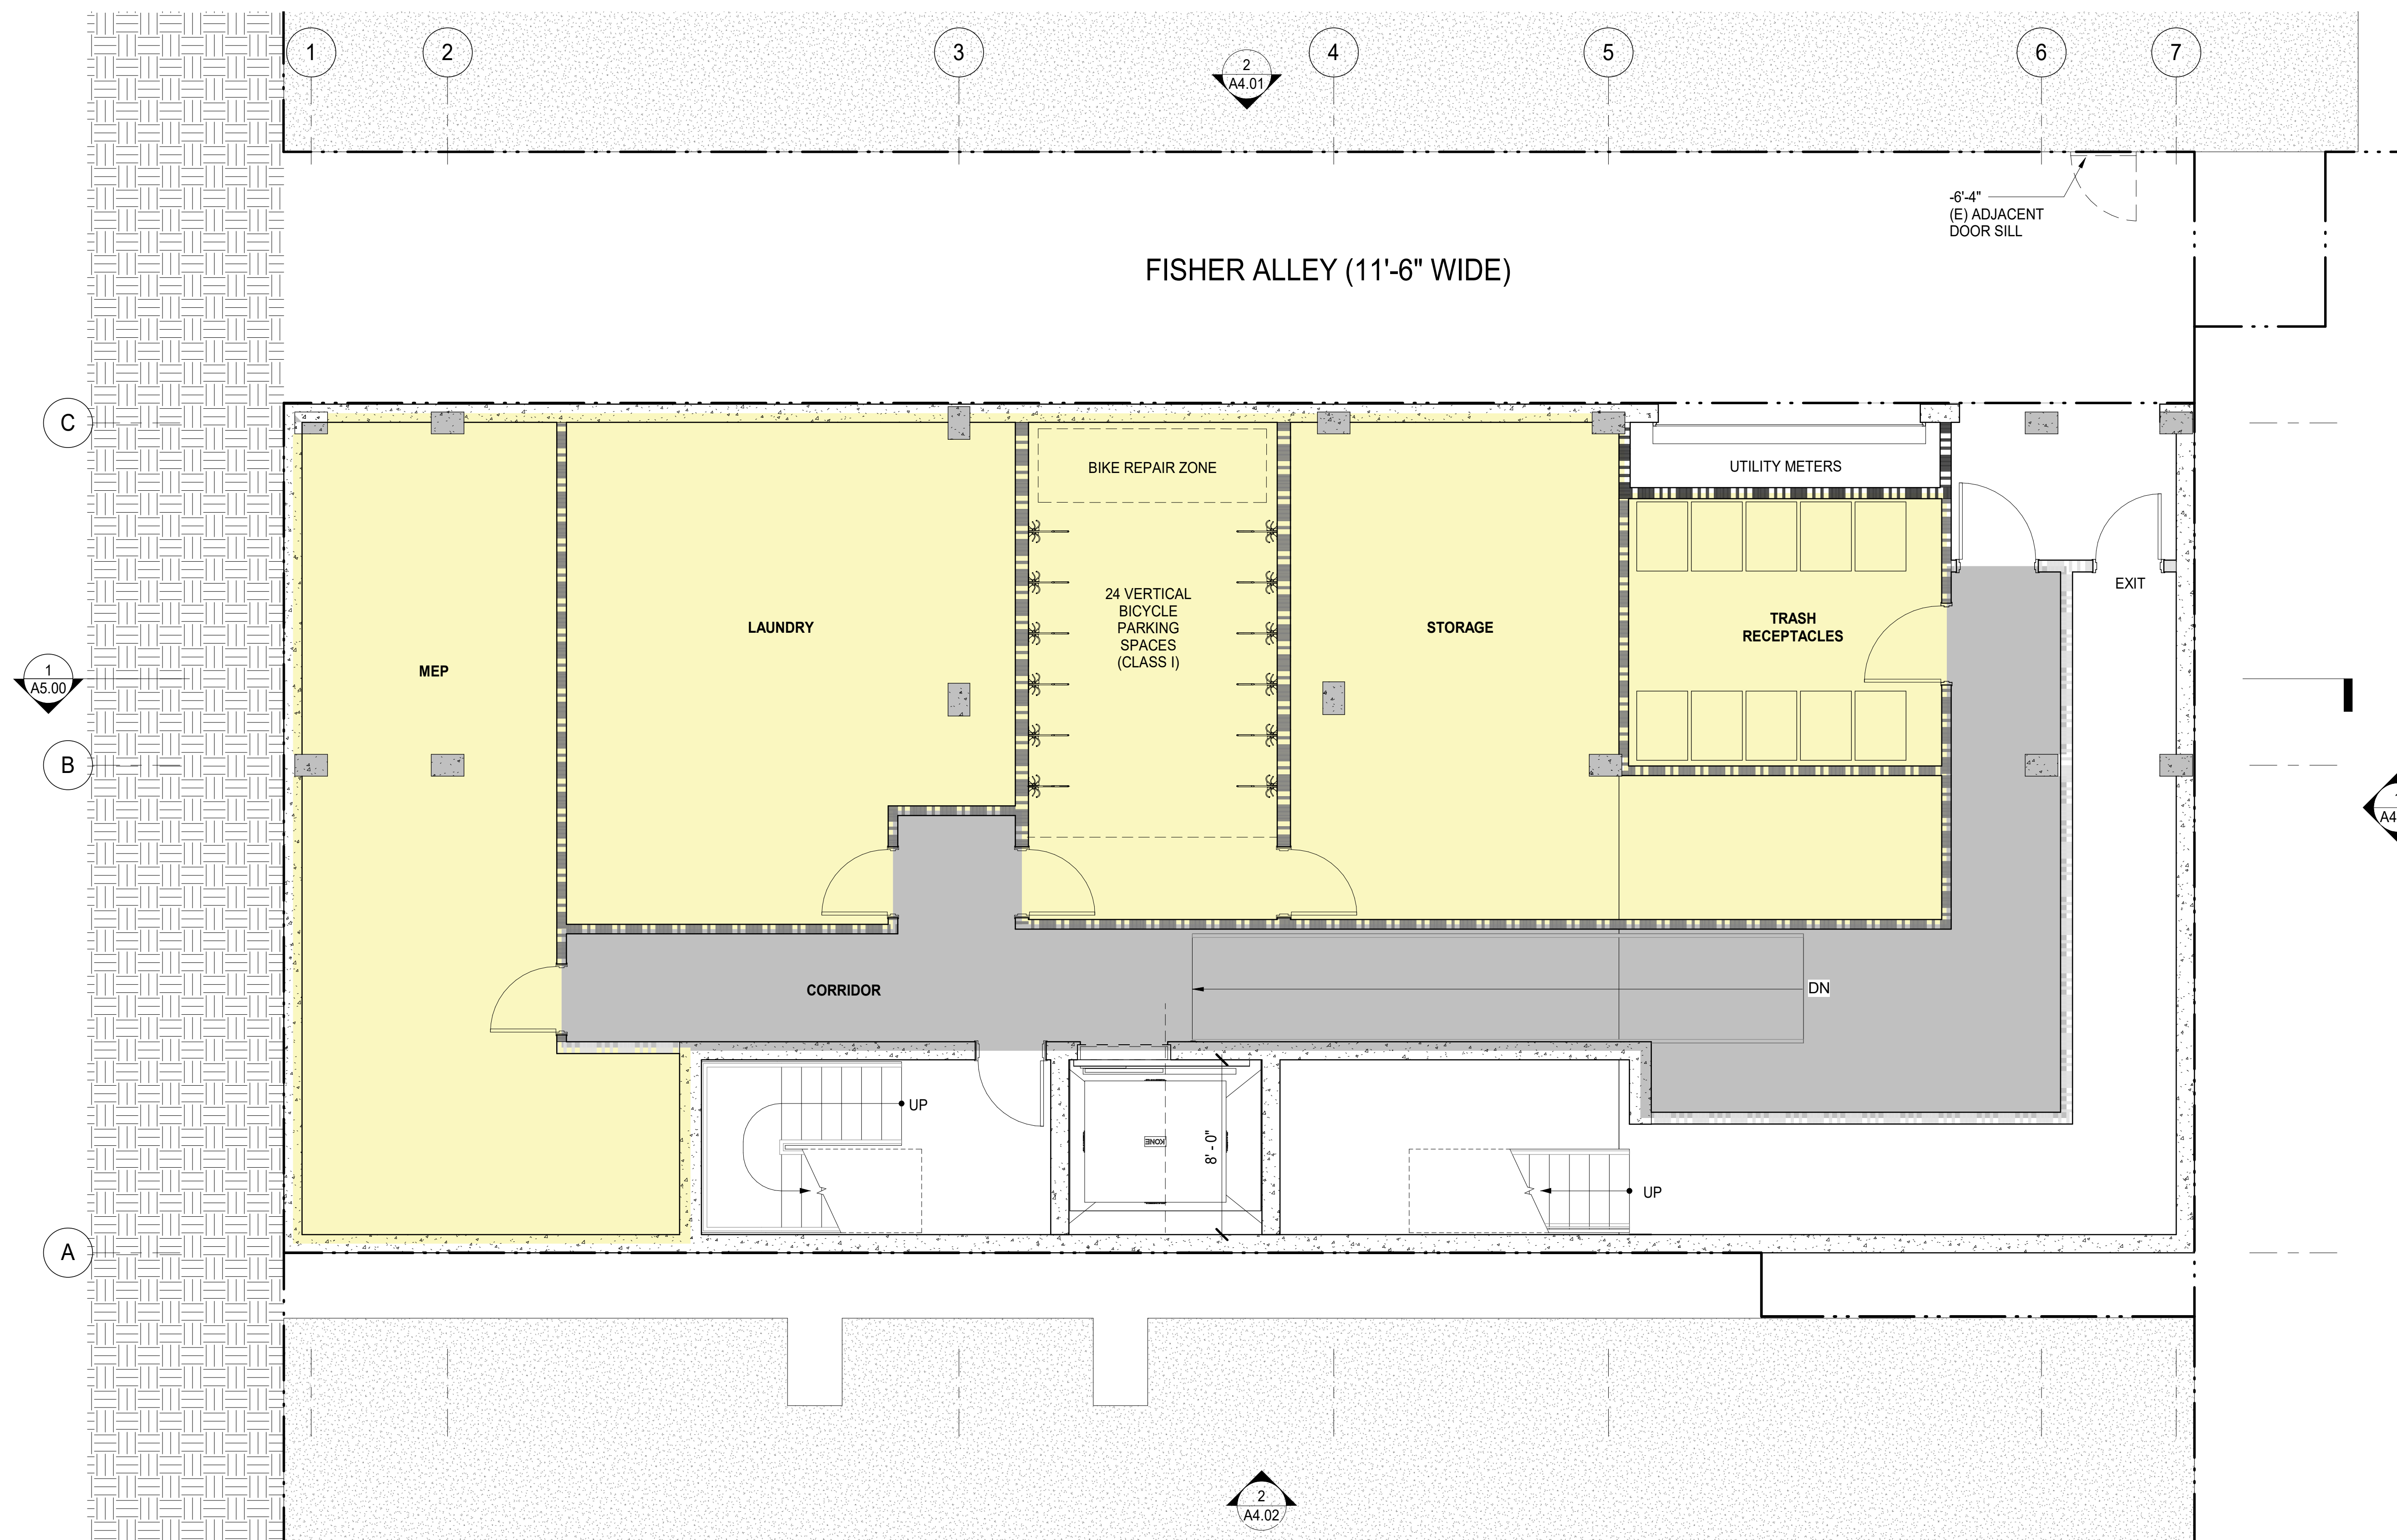 1
2
3
4
5
6
7
2
A4.01
-6'-4"
(E) ADJACENT
DOOR SILL
FISHER ALLEY (11'-6" WIDE)
C
BIKE REPAIR ZONE
UTILITY METERS
EXIT
24 VERTICAL
BICYCLE
PARKING
SPACES
(CLASS I)
LAUNDRY
STORAGE
TRASH
RECEPTACLES
MEP
1
A5.00
B
A4
CORRIDOR
DN
UP
KONE
8' - 0"
UP
A
2
A4.02